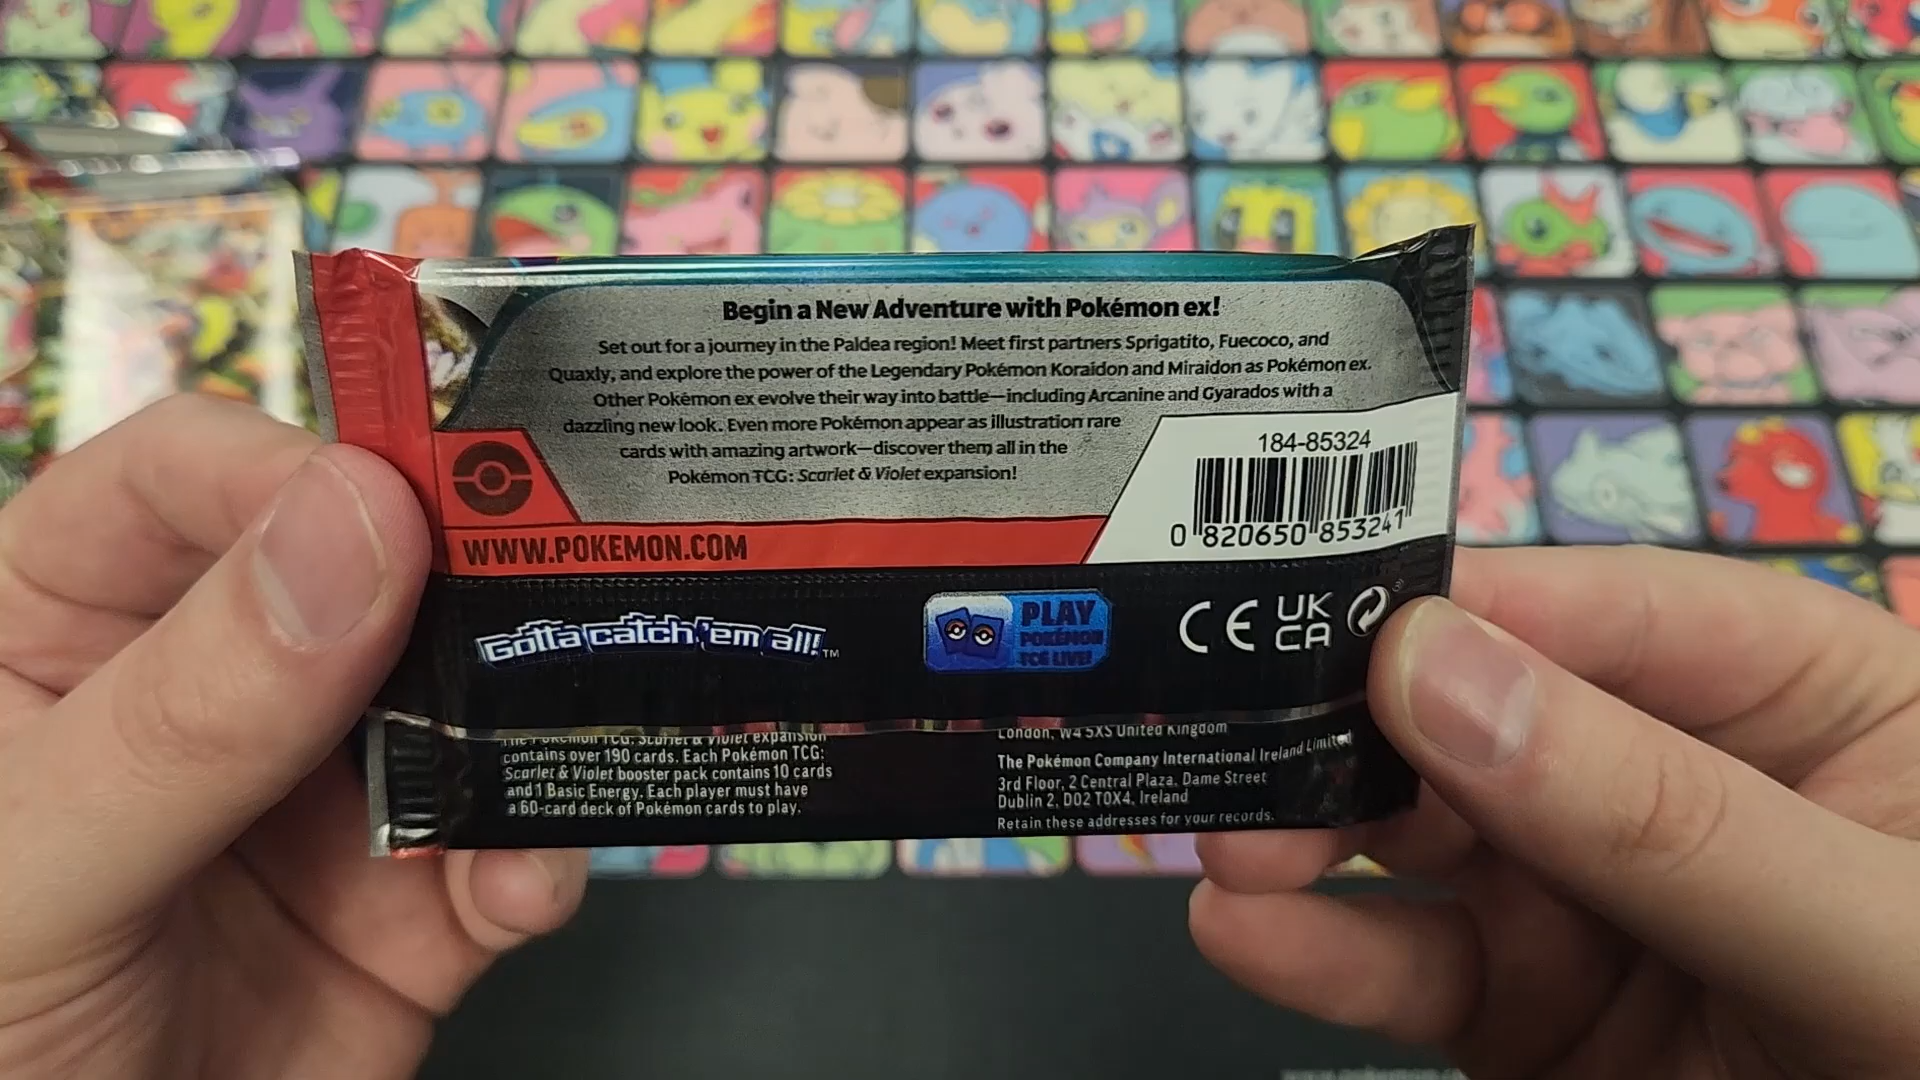 Begin a New Adventure with Pokémon ex!
Set out for a journey in the Paldea region! Meet first partners Sprigatito, Fuecoco, and
Quaxly, and explore the power of the Legendary Pokémon Koraidon and Miraidon as Pokémon ex.
Other Pokémon ex evolve their way into battle—including Arcanine and Gyarados with a
dazzling new look. Even more Pokémon appear as illustration rare
cards with amazing artwork—discover them all in the
Pokémon TCG: Scarlet & Violet expansion!
184-85324
0 820650 853241
WWW.POKEMON.COM
Gotta catch 'em all!™
PLAY
POKÉMON
TCG LIVE!
CE
UK
CA
The Pokémon TCG: Scarlet & Violet expansion
contains over 190 cards. Each Pokémon TCG:
Scarlet & Violet booster pack contains 10 cards
and 1 Basic Energy. Each player must have
a 60-card deck of Pokémon cards to play.
London, W4 5XS United Kingdom
The Pokémon Company International Ireland Limited
3rd Floor, 2 Central Plaza, Dame Street
Dublin 2, D02 T0X4, Ireland
Retain these addresses for your records.